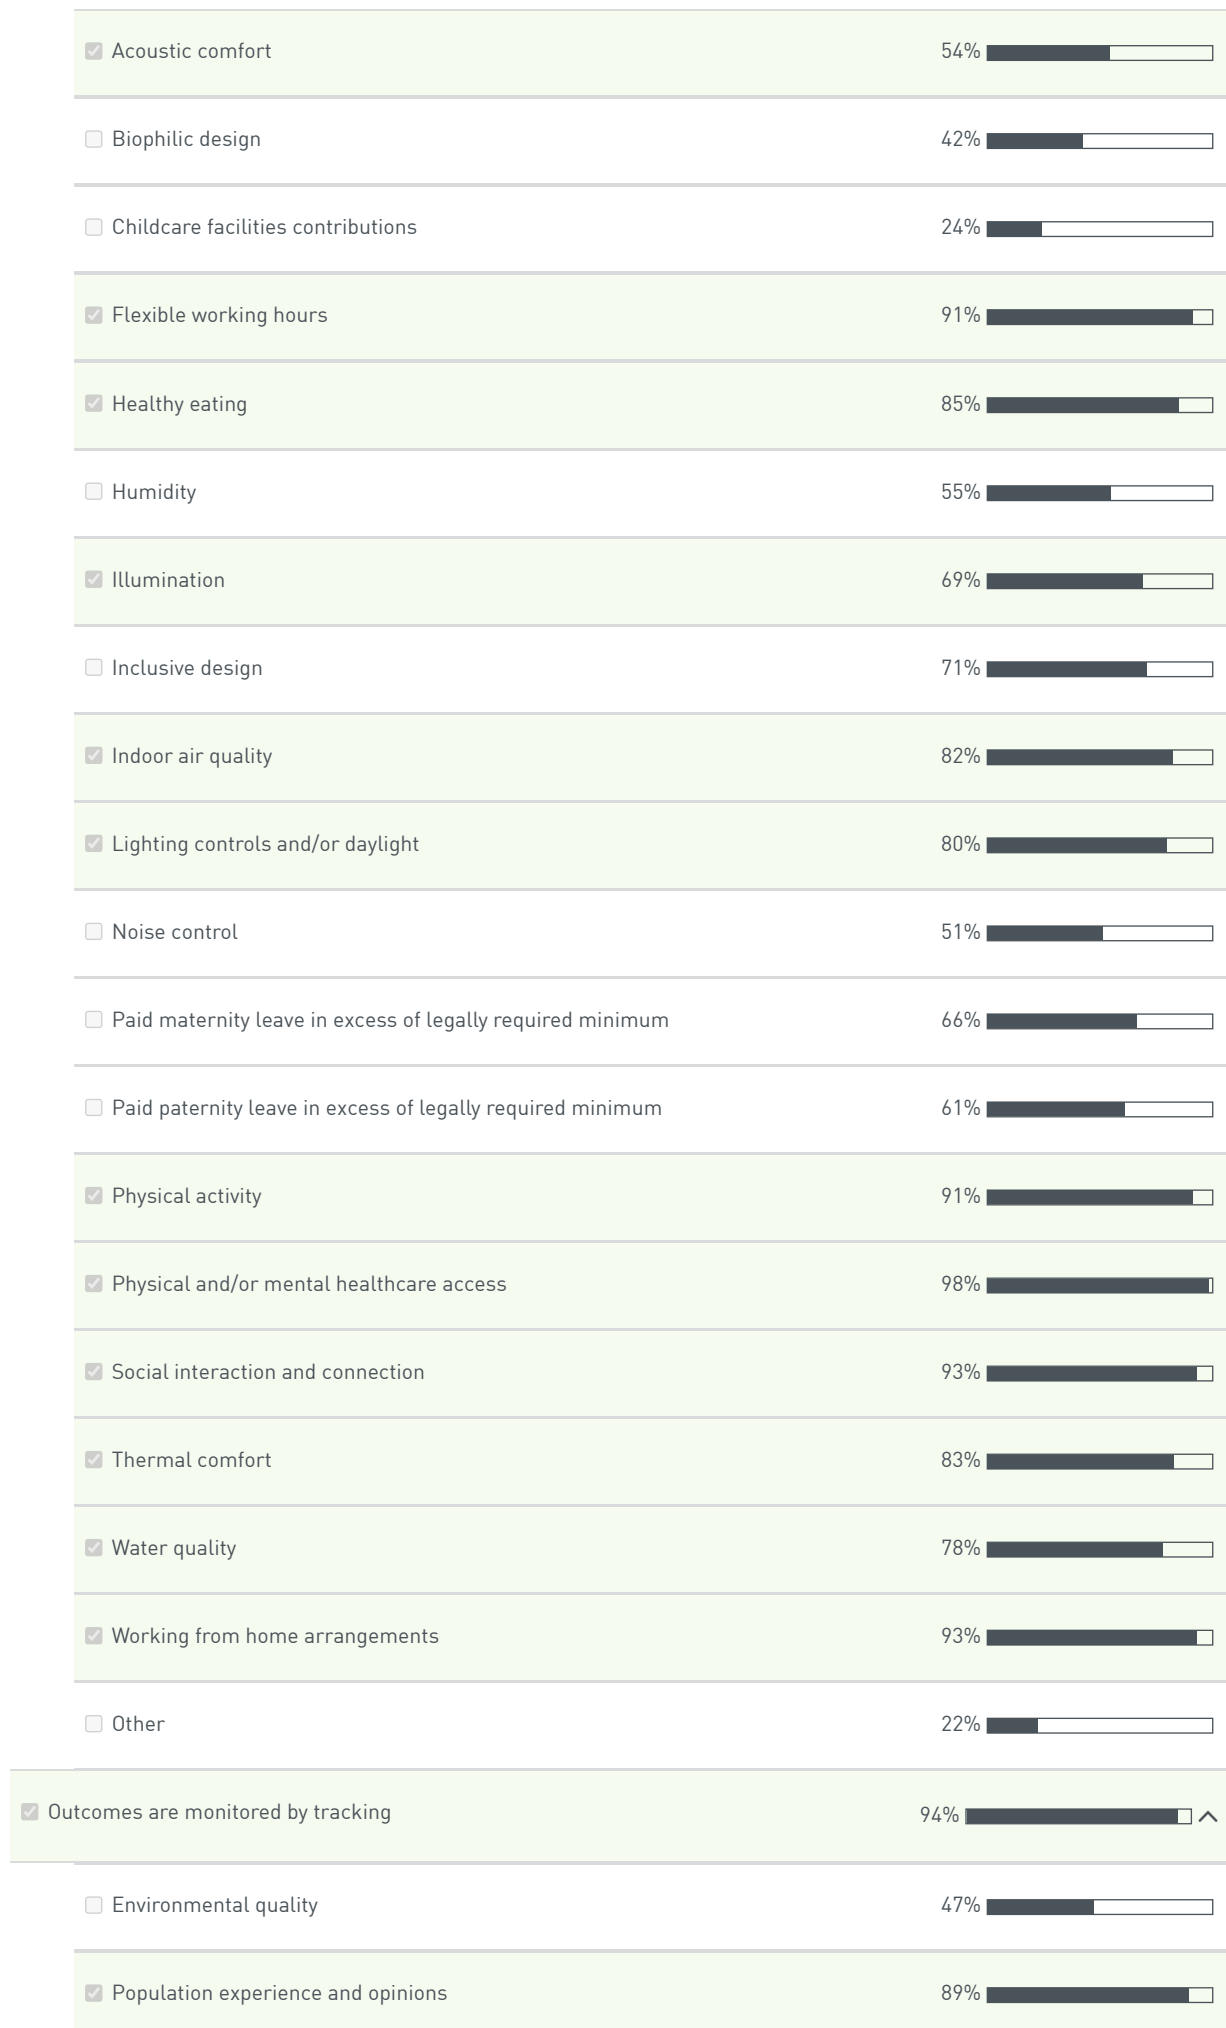 Acoustic comfort 54%
Biophilic design 42%
Childcare facilities contributions 24%
Flexible working hours 91%
Healthy eating 85%
Humidity 55%
Illumination 69%
Inclusive design 71%
Indoor air quality 82%
Lighting controls and/or daylight 80%
Noise control 51%
Paid maternity leave in excess of legally required minimum 66%
Paid paternity leave in excess of legally required minimum 61%
Physical activity 91%
Physical and/or mental healthcare access 98%
Social interaction and connection 93%
Thermal comfort 83%
Water quality 78%
Working from home arrangements 93%
Other 22%
Outcomes are monitored by tracking 94%
Environmental quality 47%
Population experience and opinions 89%